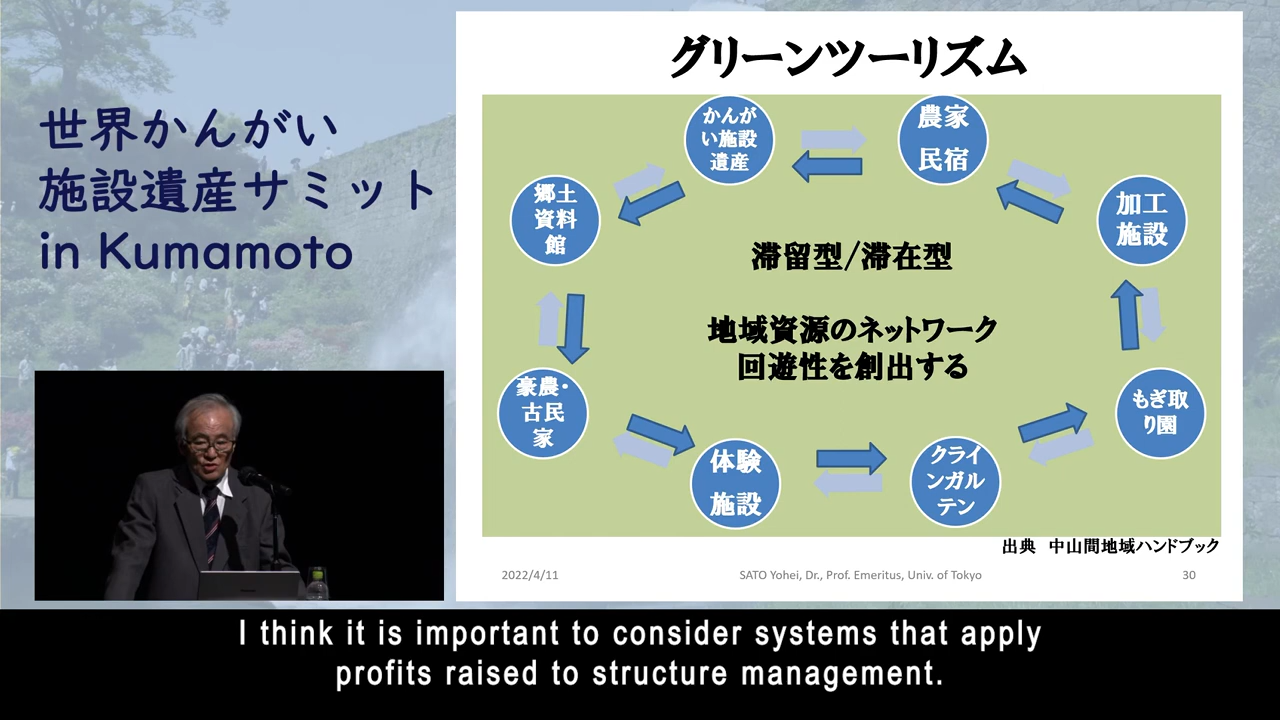 世界かんがい
施設遺産サミット
in Kumamoto
グリーンツーリズム
かんが
い施設
遺産
農家
民宿
郷土
資料
館
加工
施設
滞留型/滞在型
地域資源のネットワーク
回遊性を創出する
豪農・
古民
家
もぎ取
り園
体験
施設
クライ
ンガル
テン
出典 中山間地域ハンドブック
2022/4/11
SATO Yohei, Dr., Prof. Emeritus, Univ. of Tokyo
30
I think it is important to consider systems that apply
profits raised to structure management.